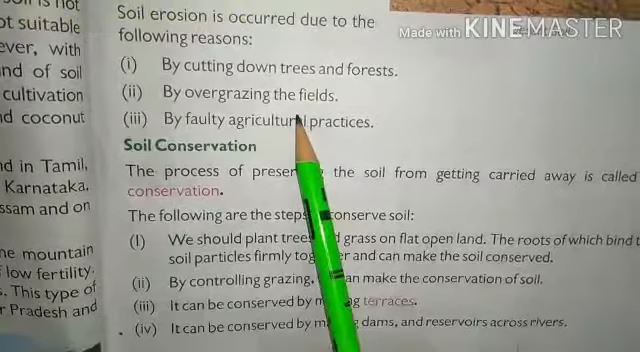 Made with KINEMASTER
ot suitable
ever, with
nd of soil
cultivation
nd coconut
nd in Tamil,
Karnataka,
ssam and on
ne mountain
low fertility.
. This type of
r Pradesh and
Soil erosion is occurred due to the
following reasons:
(i) By cutting down trees and forests.
(ii) By overgrazing the fields.
(iii) By faulty agricultural practices.
Soil Conservation
The process of preser the soil from getting carried away is called
conservation.
The following are the steps conserve soil:
(I) We should plant tree grass on flat open land. The roots of which bind t
soil particles firmly tog er and can make the soil conserved.
(ii) By controlling grazing, an make the conservation of soil.
(iii) It can be conserved by m g terraces.
(iv) It can be conserved by m g dams, and reservoirs across rivers.